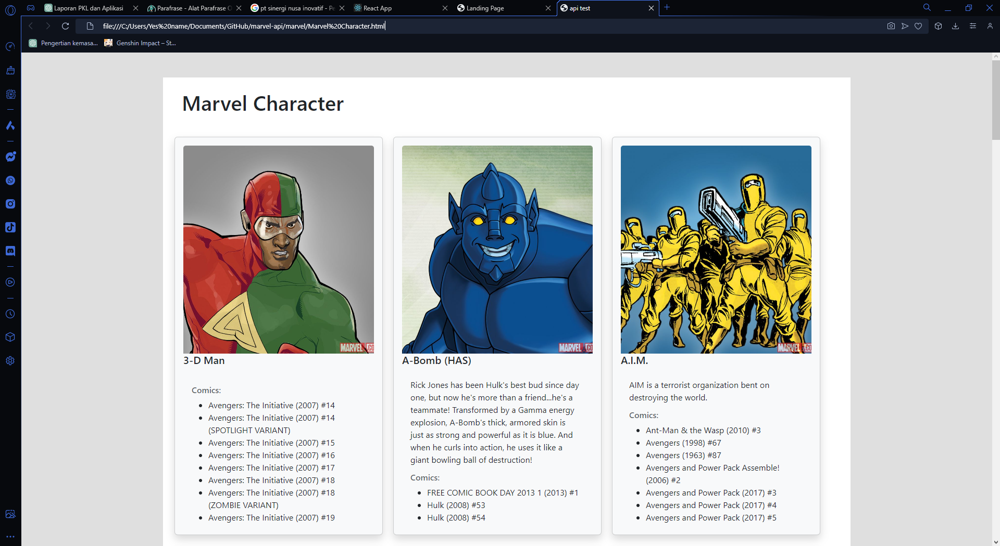 Laporan PKL dan Aplikasi
Parafrase - Alat Parafrase O
pt sinergi nusa inovatif - Pe
React App
Landing Page
api test
file:///C:/Users/Yes%20name/Documents/GitHub/marvel-api/marvel/Marvel%20Character.html
Pengertian kemasa...
Genshin Impact – St...
Marvel Character
MARVEL.CO
3-D Man
Comics:
Avengers: The Initiative (2007) #14
Avengers: The Initiative (2007) #14
(SPOTLIGHT VARIANT)
Avengers: The Initiative (2007) #15
Avengers: The Initiative (2007) #16
Avengers: The Initiative (2007) #17
Avengers: The Initiative (2007) #18
Avengers: The Initiative (2007) #18
(ZOMBIE VARIANT)
Avengers: The Initiative (2007) #19
MARVEL.CO
A-Bomb (HAS)
Rick Jones has been Hulk's best bud since day
one, but now he's more than a friend...he's a
teammate! Transformed by a Gamma energy
explosion, A-Bomb's thick, armored skin is
just as strong and powerful as it is blue. And
when he curls into action, he uses it like a
giant bowling ball of destruction!
Comics:
FREE COMIC BOOK DAY 2013 1 (2013) #1
Hulk (2008) #53
Hulk (2008) #54
MARVEL.CO
A.I.M.
AIM is a terrorist organization bent on
destroying the world.
Comics:
Ant-Man & the Wasp (2010) #3
Avengers (1998) #67
Avengers (1963) #87
Avengers and Power Pack Assemble!
(2006) #2
Avengers and Power Pack (2017) #3
Avengers and Power Pack (2017) #4
Avengers and Power Pack (2017) #5